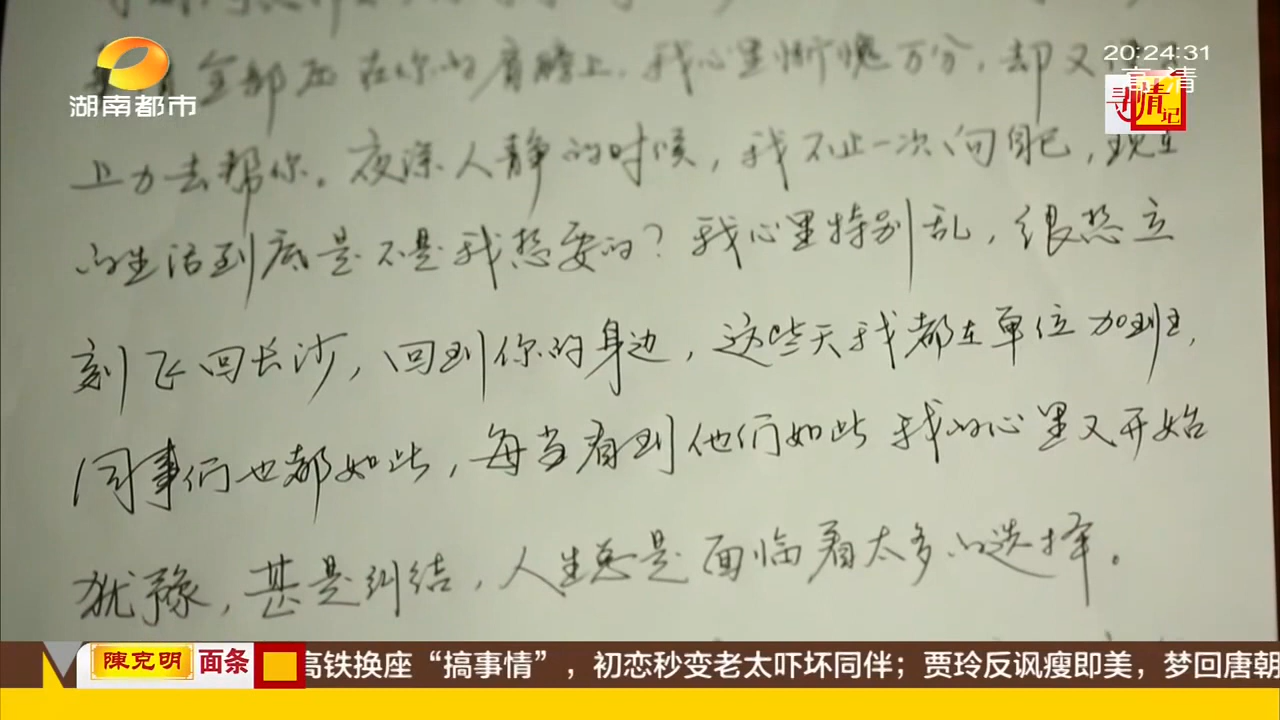 湖南都市
20:24:31
高清
寻情记
全部压在你的肩膀上,我心里惭愧万分,却又
上力去帮你。夜深人静的时候,我不止一次问自己,现在
的生活到底是不是我想要的?我心里特别乱,很想立
刻飞回长沙,回到你的身边,这些天我都在单位加班,
同事们也都如此,每当看到他们如此我的心里又开始
犹豫,甚是纠结,人生总是面临着太多的选择。
陳克明 面条 高铁换座“搞事情”,初恋秒变老太吓坏同伴;贾玲反讽瘦即美,梦回唐朝